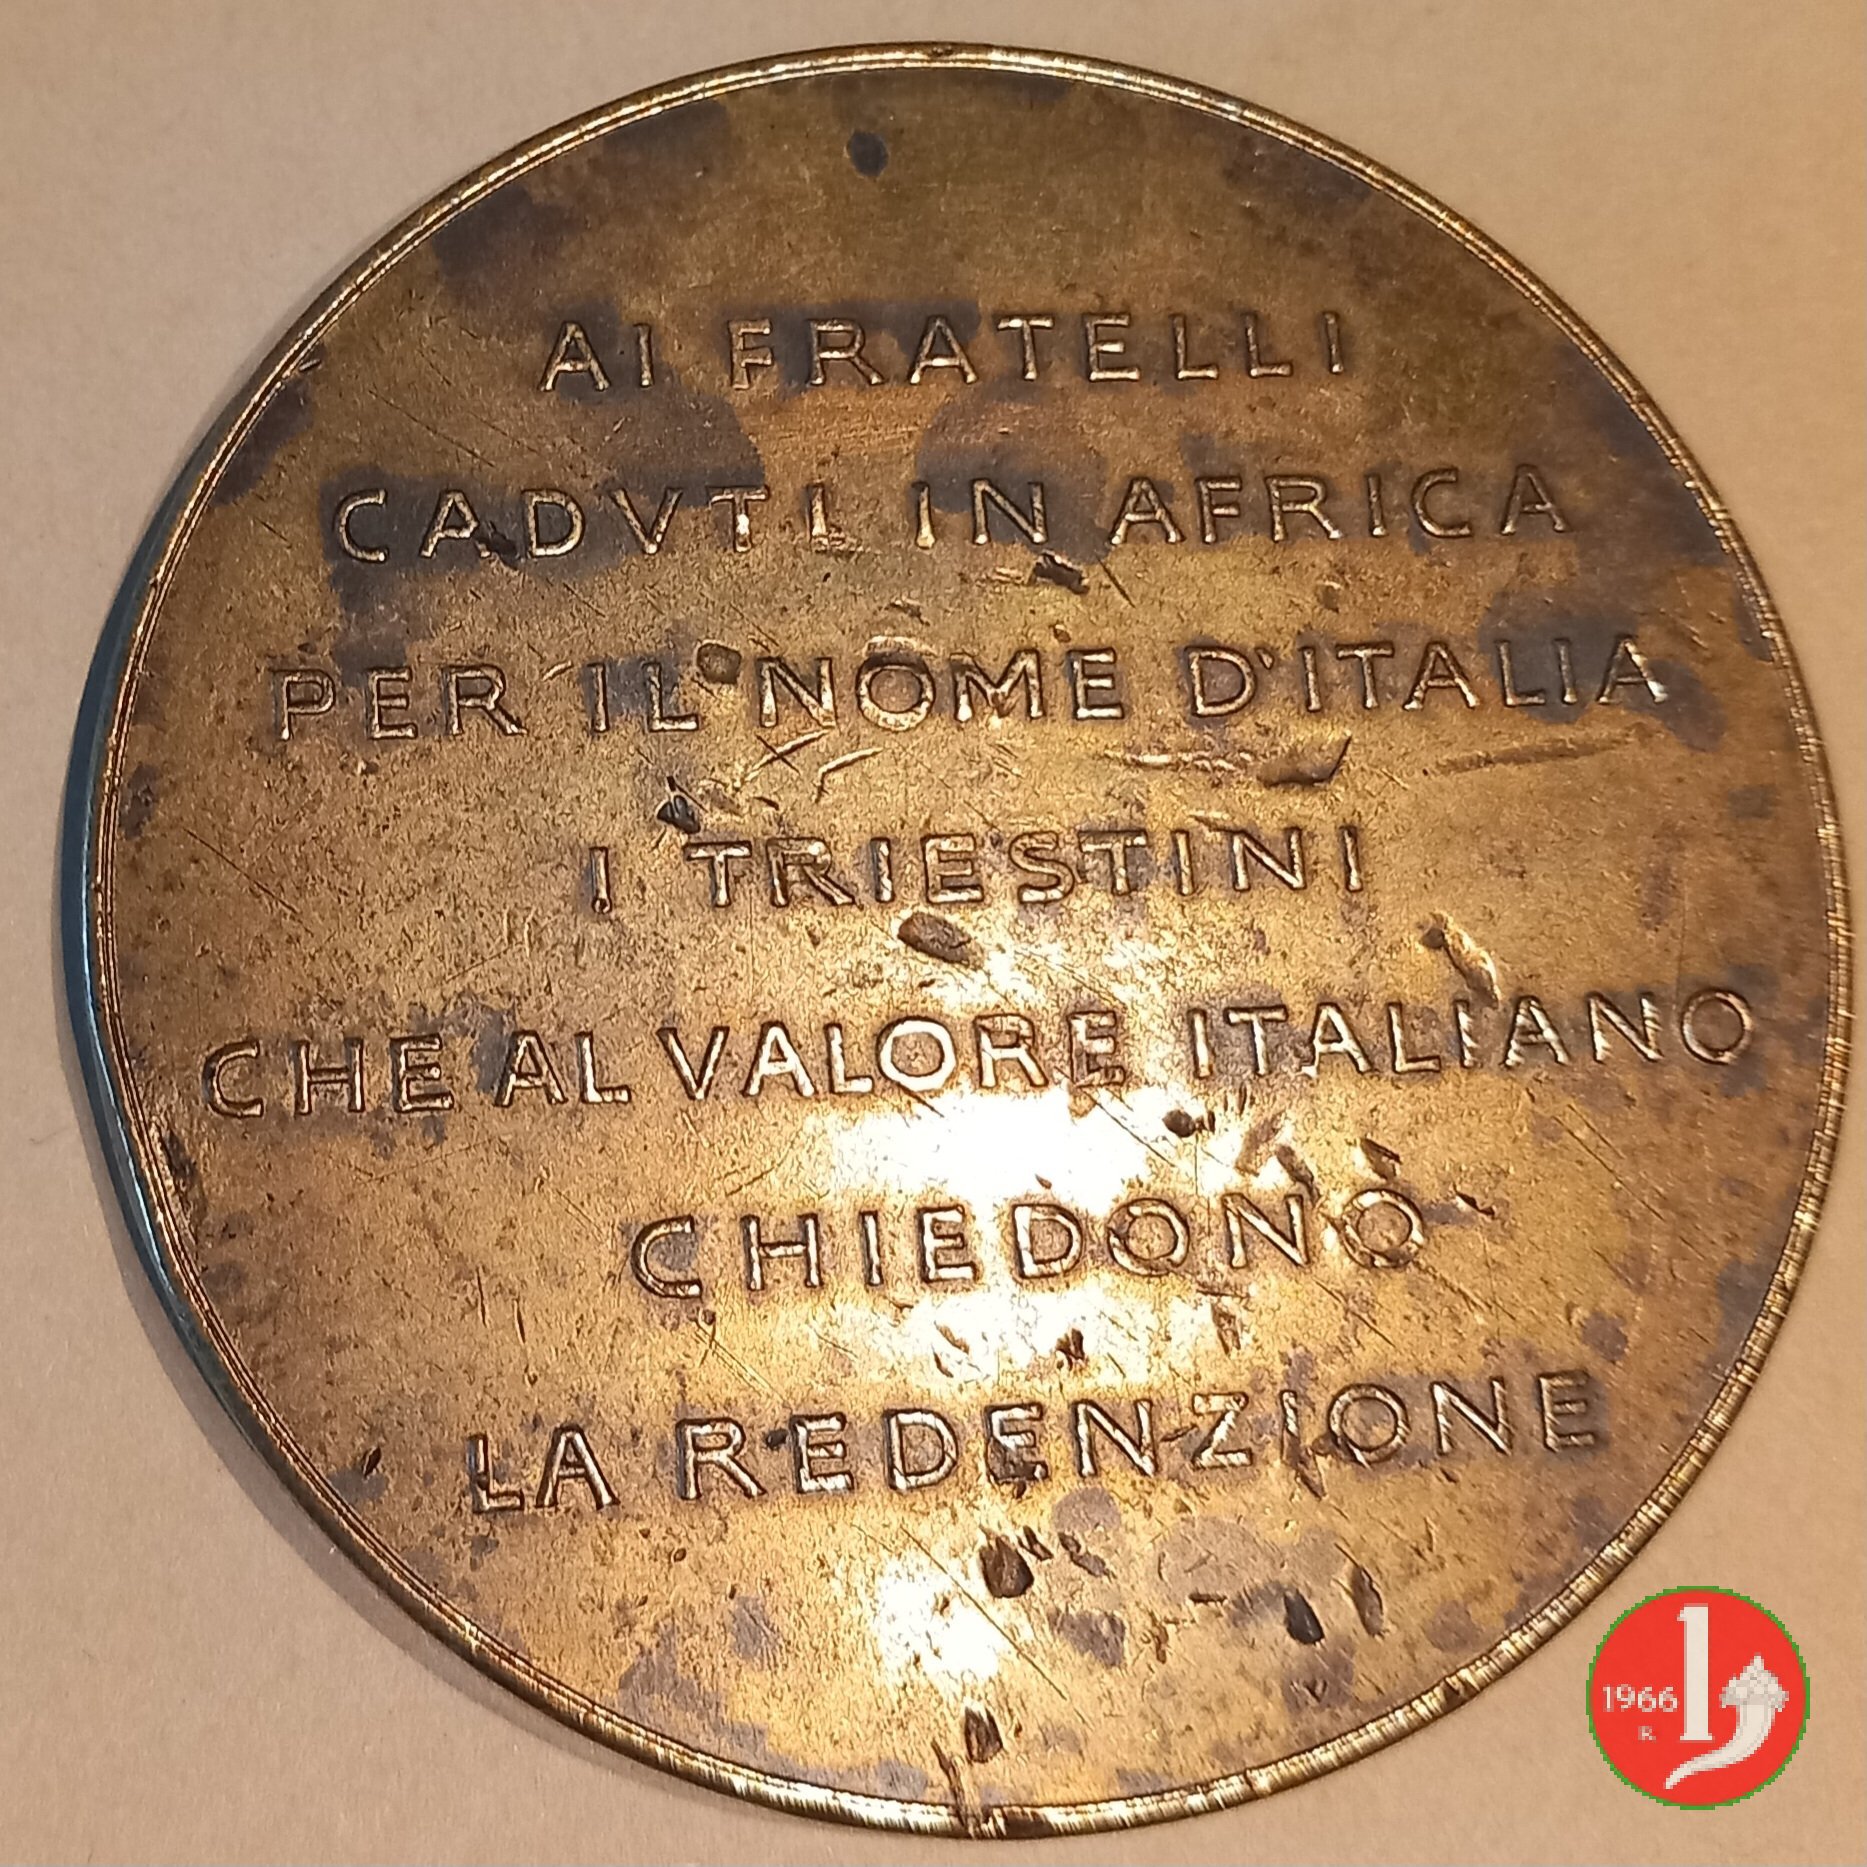 AI FRATELLI
CADVTI IN AFRICA
PER IL NOME D'ITALIA
I TRIESTINI
CHE AL VALORE ITALIANO
CHIEDONO
LA REDENZIONE
1966
R